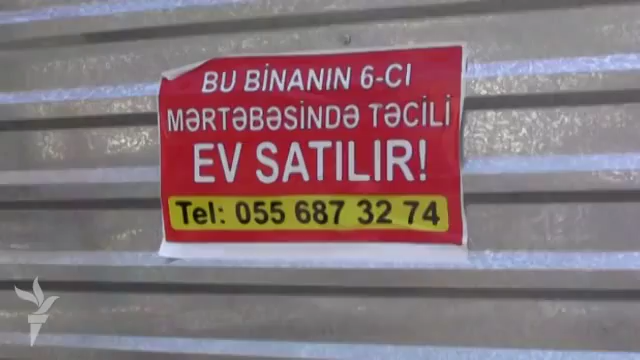 BU BİNANIN 6-CI
MƏRTƏBƏSİNDƏ TƏCİLİ
EV SATILIR!
Tel: 055 687 32 74